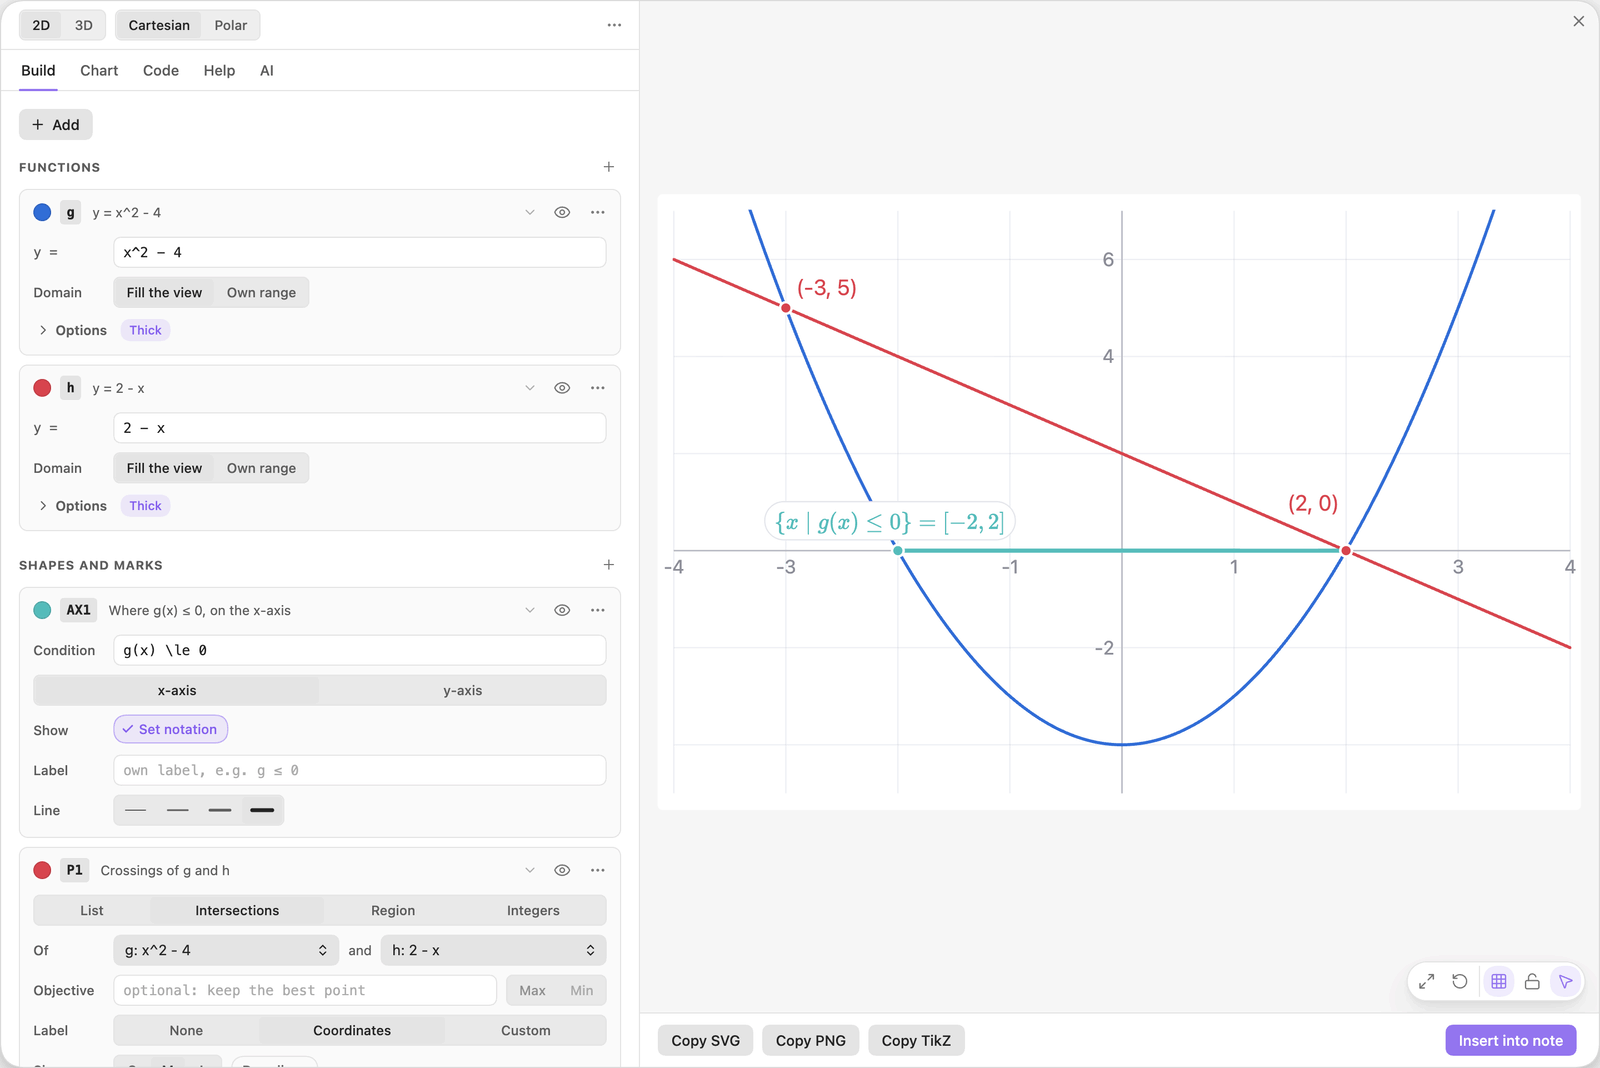 2D 3D Cartesian Polar
Build Chart Code Help AI
+ Add
FUNCTIONS
g y = x^2 - 4
y = x^2 − 4
Domain Fill the view Own range
Options Thick
h y = 2 - x
y = 2 − x
Domain Fill the view Own range
Options Thick
SHAPES AND MARKS
AX1 Where g(x) ≤ 0, on the x-axis
Condition g(x) \le 0
x-axis y-axis
Show Set notation
Label own label, e.g. g ≤ 0
Line
P1 Crossings of g and h
List Intersections Region Integers
Of g: x^2 - 4 and h: 2 - x
Objective optional: keep the best point Max Min
Label None Coordinates Custom
6
(-3, 5)
4
(2, 0)
{x | g(x) ≤ 0} = [−2, 2]
-4 -3 -1 1 3 4
-2
Copy SVG Copy PNG Copy TikZ Insert into note